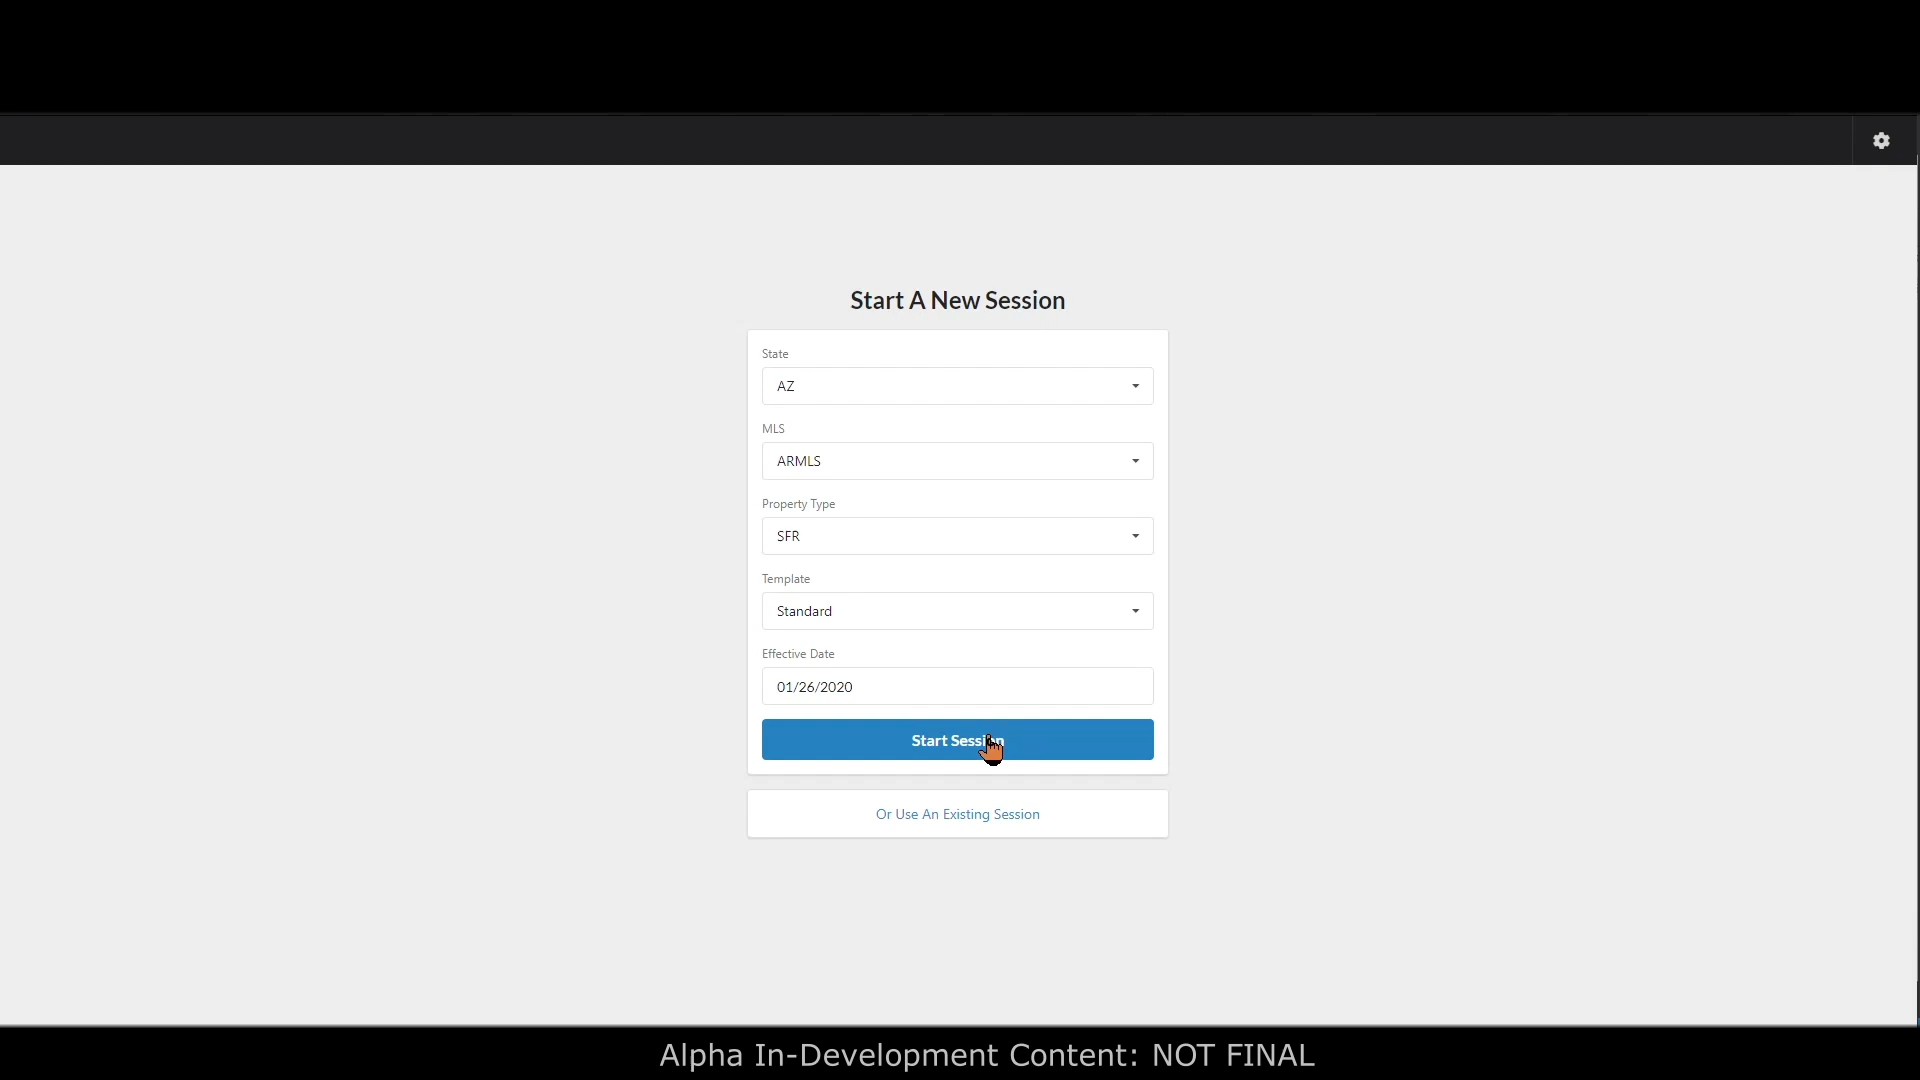 Start A New Session
State
AZ
MLS
ARMLS
Property Type
SFR
Template
Standard
Effective Date
01/26/2020
Start Session
Or Use An Existing Session
Alpha In-Development Content: NOT FINAL